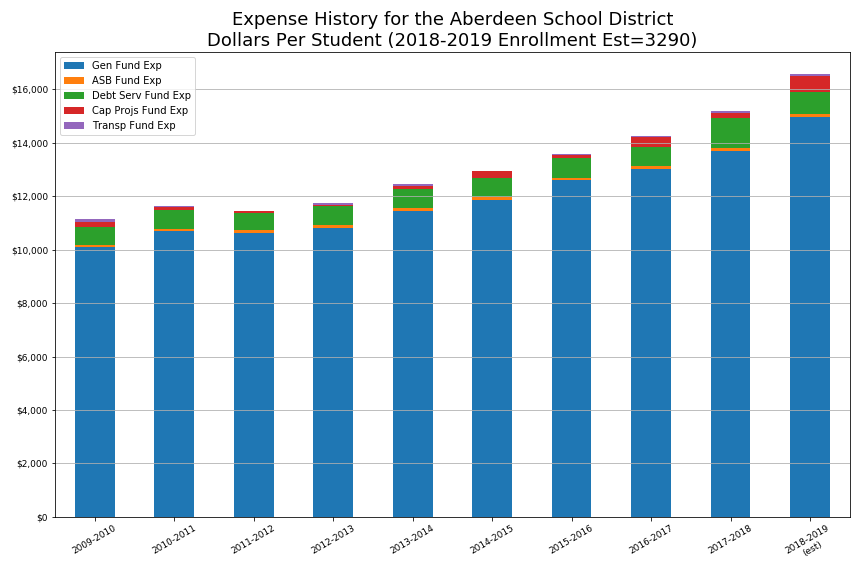 Expense History for the Aberdeen School District
Dollars Per Student (2018-2019 Enrollment Est=3290)
Gen Fund Exp
ASB Fund Exp
Debt Serv Fund Exp
Cap Projs Fund Exp
Transp Fund Exp
$16,000
$14,000
$12,000
$10,000
$8,000
$6,000
$4,000
$2,000
$0
2009-2010
2010-2011
2011-2012
2012-2013
2013-2014
2014-2015
2015-2016
2016-2017
2017-2018
2018-2019
(est)